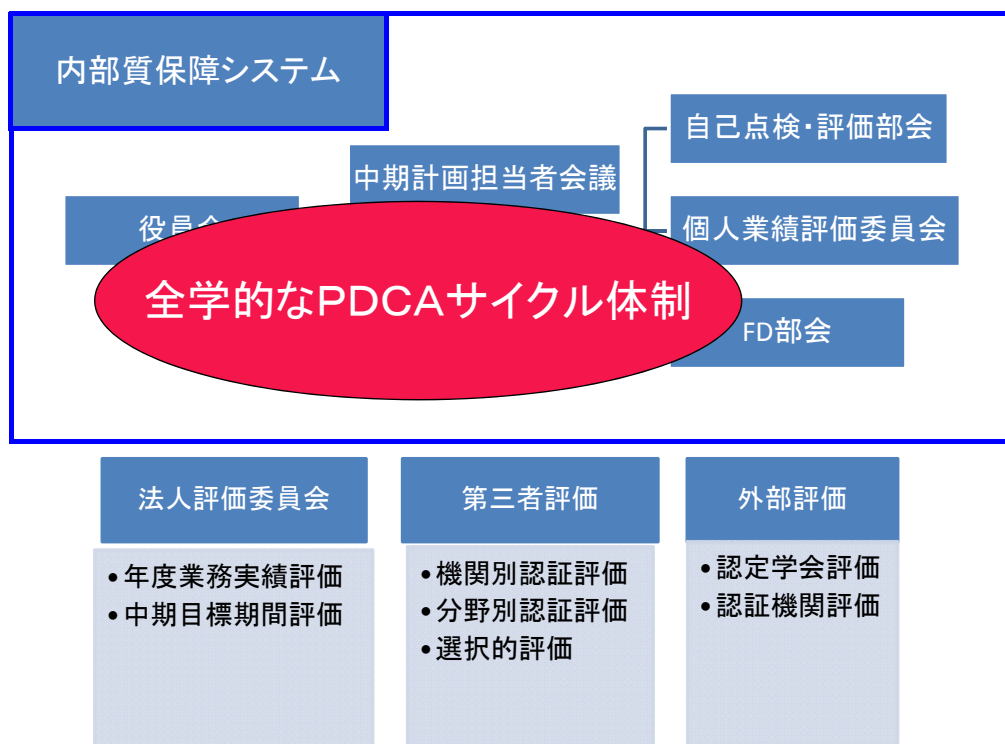 内部質保障システム
自己点検・評価部会
中期計画担当者会議
役員
個人業績評価委員会
全学的なPDCAサイクル体制
FD部会
法人評価委員会
•年度業務実績評価
•中期目標期間評価
第三者評価
•機関別認証評価
•分野別認証評価
•選択的評価
外部評価
•認定学会評価
•認証機関評価